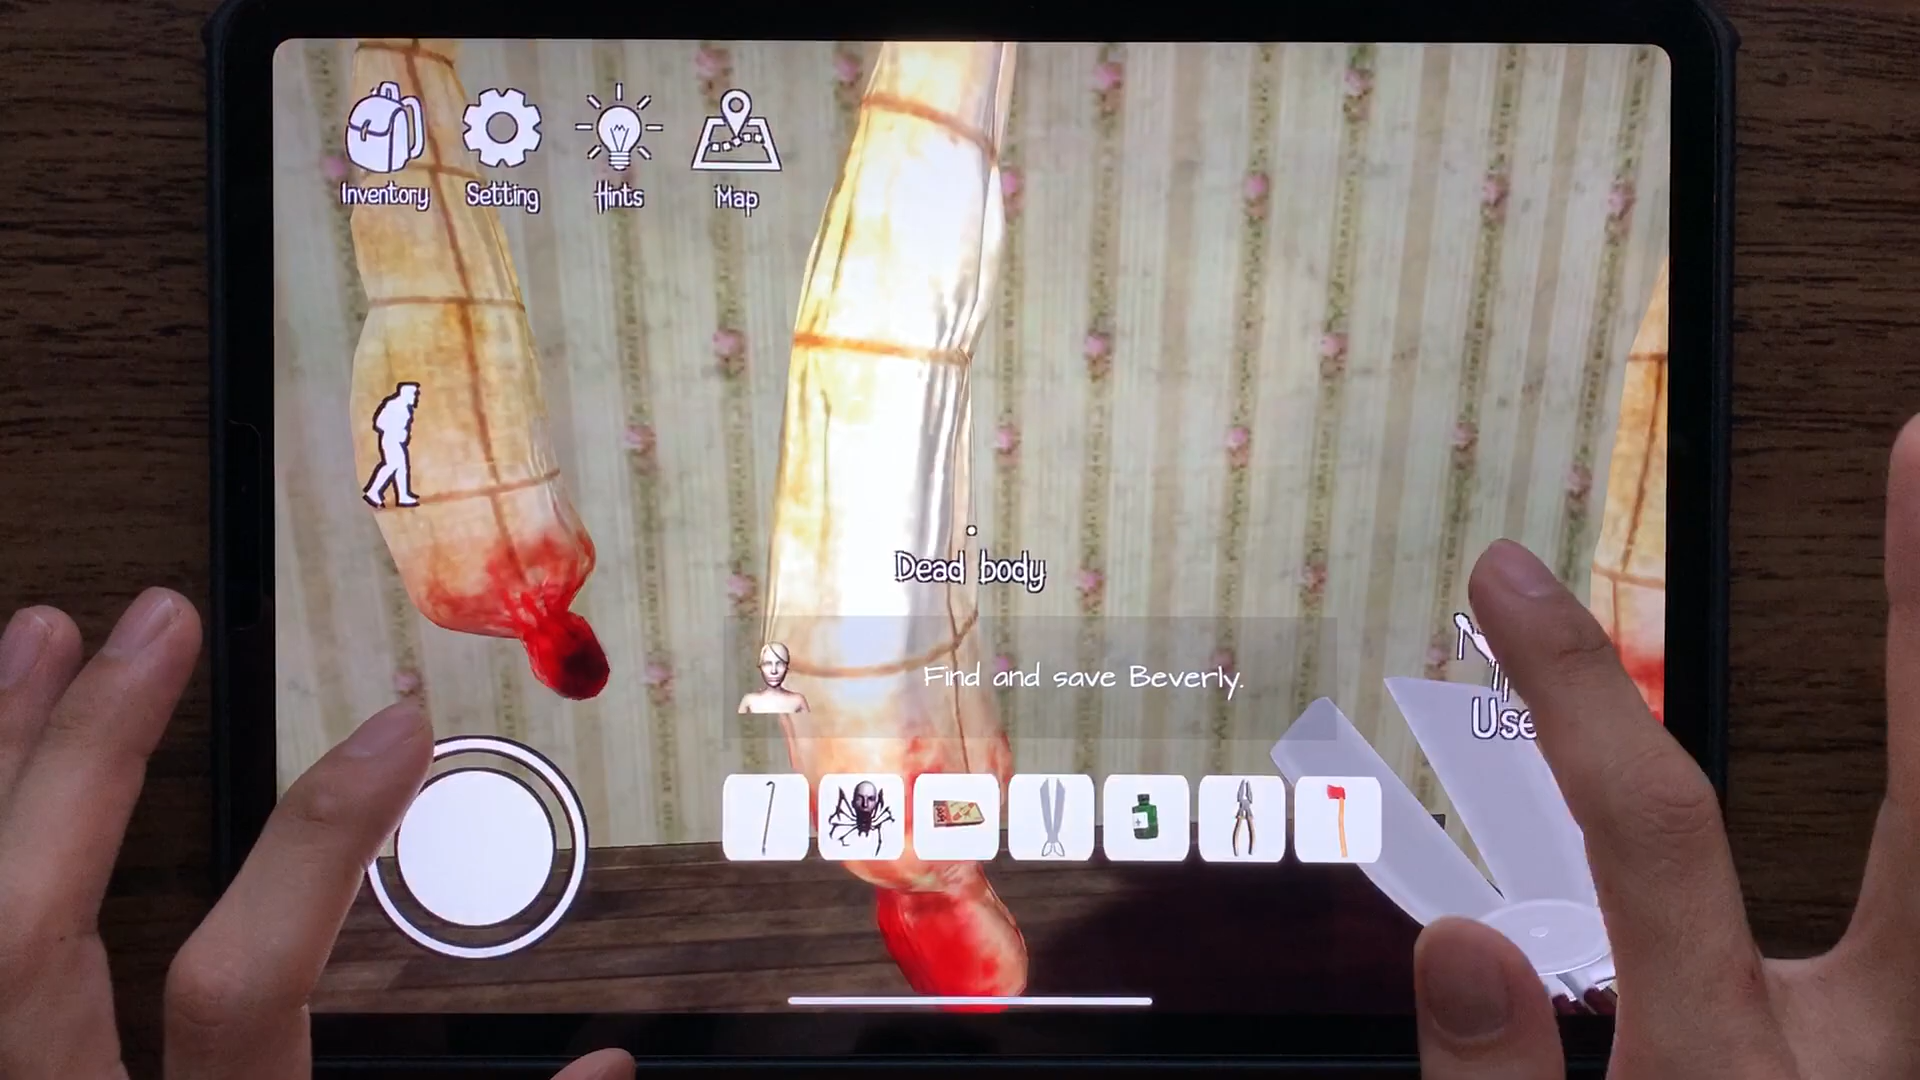 Inventory
Setting
Hints
Map
Dead body
Find and save Beverly.
Use